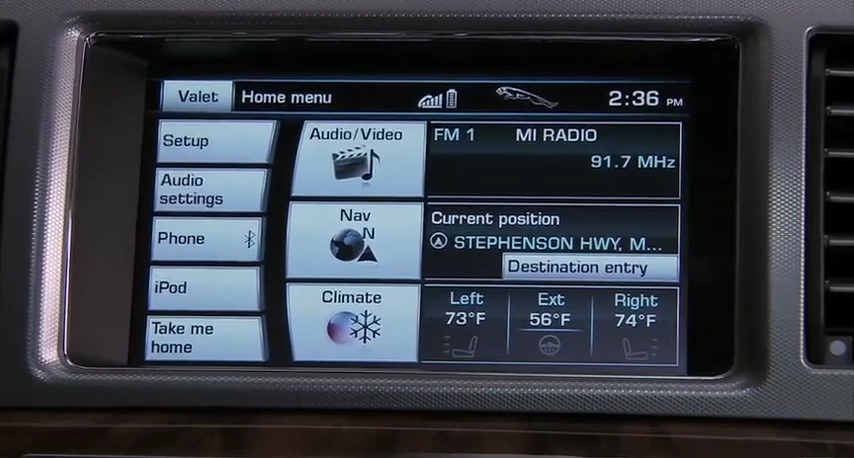 Valet
Home menu
2:36 PM
Setup
Audio
settings
Phone
iPod
Take me
home
Audio/Video
Nav
N
Climate
FM 1 MI RADIO
91.7 MHz
Current position
STEPHENSON HWY, M...
Destination entry
Left Ext Right
73°F 56°F 74°F